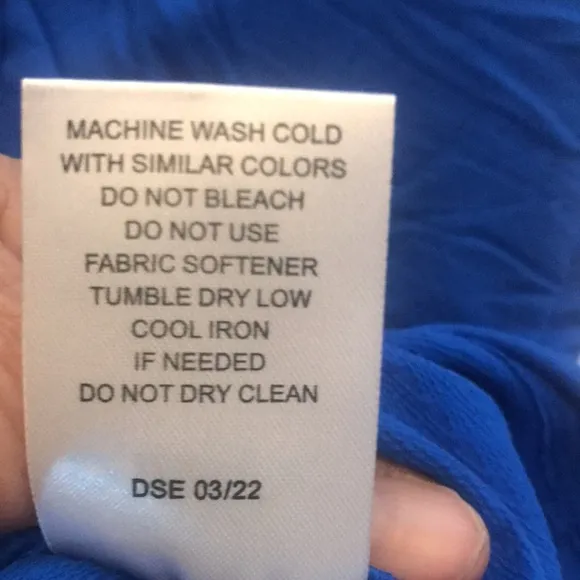 MACHINE WASH COLD
WITH SIMILAR COLORS
DO NOT BLEACH
DO NOT USE
FABRIC SOFTENER
TUMBLE DRY LOW
COOL IRON
IF NEEDED
DO NOT DRY CLEAN
DSE 03/22